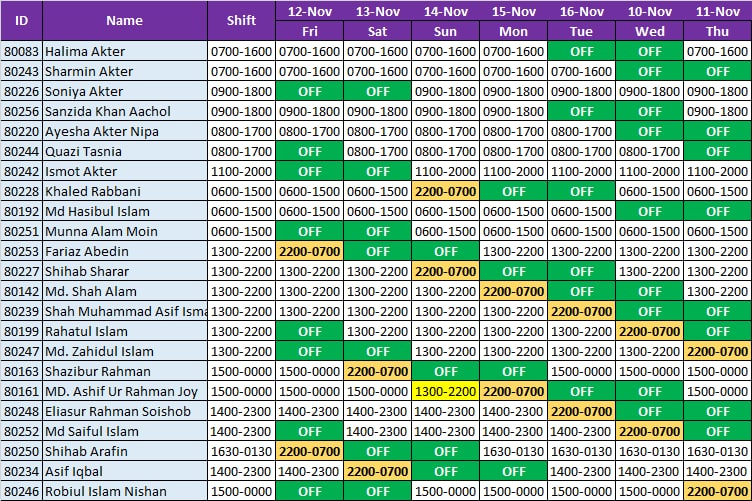 ID Name Shift 12-Nov 13-Nov 14-Nov 15-Nov 16-Nov 10-Nov 11-Nov
Fri Sat Sun Mon Tue Wed Thu
80083 Halima Akter 0700-1600 0700-1600 0700-1600 0700-1600 0700-1600 OFF OFF 0700-1600
80243 Sharmin Akter 0700-1600 0700-1600 0700-1600 0700-1600 0700-1600 0700-1600 OFF OFF
80226 Soniya Akter 0900-1800 OFF OFF 0900-1800 0900-1800 0900-1800 0900-1800 0900-1800
80256 Sanzida Khan Aachol 0900-1800 0900-1800 0900-1800 0900-1800 0900-1800 OFF OFF 0900-1800
80220 Ayesha Akter Nipa 0800-1700 0800-1700 0800-1700 0800-1700 0800-1700 0800-1700 OFF OFF
80244 Quazi Tasnia 0800-1700 OFF 0800-1700 0800-1700 0800-1700 0800-1700 0800-1700 OFF
80242 Ismot Akter 1100-2000 OFF OFF 1100-2000 1100-2000 1100-2000 1100-2000 1100-2000
80228 Khaled Rabbani 0600-1500 0600-1500 0600-1500 2200-0700 OFF OFF 0600-1500 0600-1500
80192 Md Hasibul Islam 0600-1500 0600-1500 0600-1500 0600-1500 0600-1500 0600-1500 OFF OFF
80251 Munna Alam Moin 0600-1500 OFF OFF 0600-1500 0600-1500 0600-1500 0600-1500 0600-1500
80253 Fariaz Abedin 1300-2200 2200-0700 OFF OFF 1300-2200 1300-2200 1300-2200 1300-2200
80227 Shihab Sharar 1300-2200 1300-2200 1300-2200 2200-0700 OFF OFF 1300-2200 1300-2200
80142 Md. Shah Alam 1300-2200 1300-2200 1300-2200 1300-2200 2200-0700 OFF OFF 1300-2200
80239 Shah Muhammad Asif Isma 1300-2200 1300-2200 1300-2200 1300-2200 1300-2200 2200-0700 OFF OFF
80199 Rahatul Islam 1300-2200 OFF 1300-2200 1300-2200 1300-2200 1300-2200 2200-0700 OFF
80247 Md. Zahidul Islam 1300-2200 OFF OFF 1300-2200 1300-2200 1300-2200 1300-2200 2200-0700
80163 Shazibur Rahman 1500-0000 1500-0000 2200-0700 OFF OFF 1500-0000 1500-0000 1500-0000
80161 MD. Ashif Ur Rahman Joy 1500-0000 1500-0000 1500-0000 1300-2200 2200-0700 OFF OFF 1500-0000
80248 Eliasur Rahman Soishob 1400-2300 1400-2300 1400-2300 1400-2300 1400-2300 2200-0700 OFF OFF
80252 Md Saiful Islam 1400-2300 OFF 1400-2300 1400-2300 1400-2300 1400-2300 2200-0700 OFF
80250 Shihab Arafin 1630-0130 2200-0700 OFF OFF 1630-0130 1630-0130 1630-0130 1630-0130
80234 Asif Iqbal 1400-2300 1400-2300 2200-0700 OFF OFF 1400-2300 1400-2300 1400-2300
80246 Robiul Islam Nishan 1500-0000 OFF OFF 1500-0000 1500-0000 1500-0000 1500-0000 2200-0700